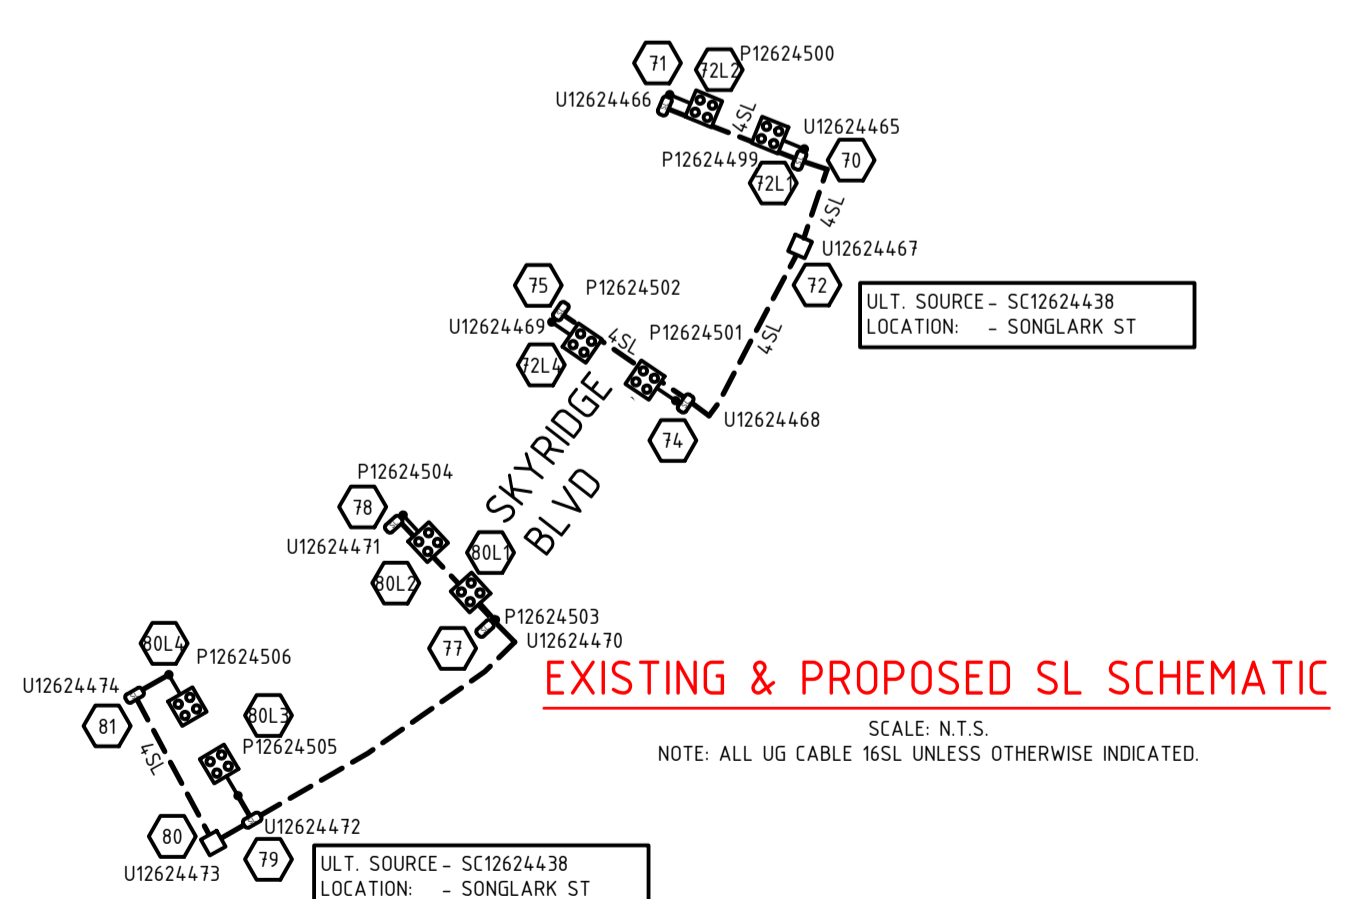 71
72L2
P12624500
U12624466
4SL
U12624465
P12624499
70
72L1
4SL
U12624467
72
ULT. SOURCE - SC12624438
LOCATION: - SONGLARK ST
75
P12624502
U12624469
4SL
P12624501
4SL
72L4
74
U12624468
SKYRIDGE
BLVD
P12624504
78
U12624471
80L1
80L2
P12624503
77
U12624470
80L4
P12624506
U12624474
81
80L3
P12624505
4SL
EXISTING & PROPOSED SL SCHEMATIC
SCALE: N.T.S.
NOTE: ALL UG CABLE 16SL UNLESS OTHERWISE INDICATED.
80
U12624472
U12624473
79
ULT. SOURCE - SC12624438
LOCATION: - SONGLARK ST